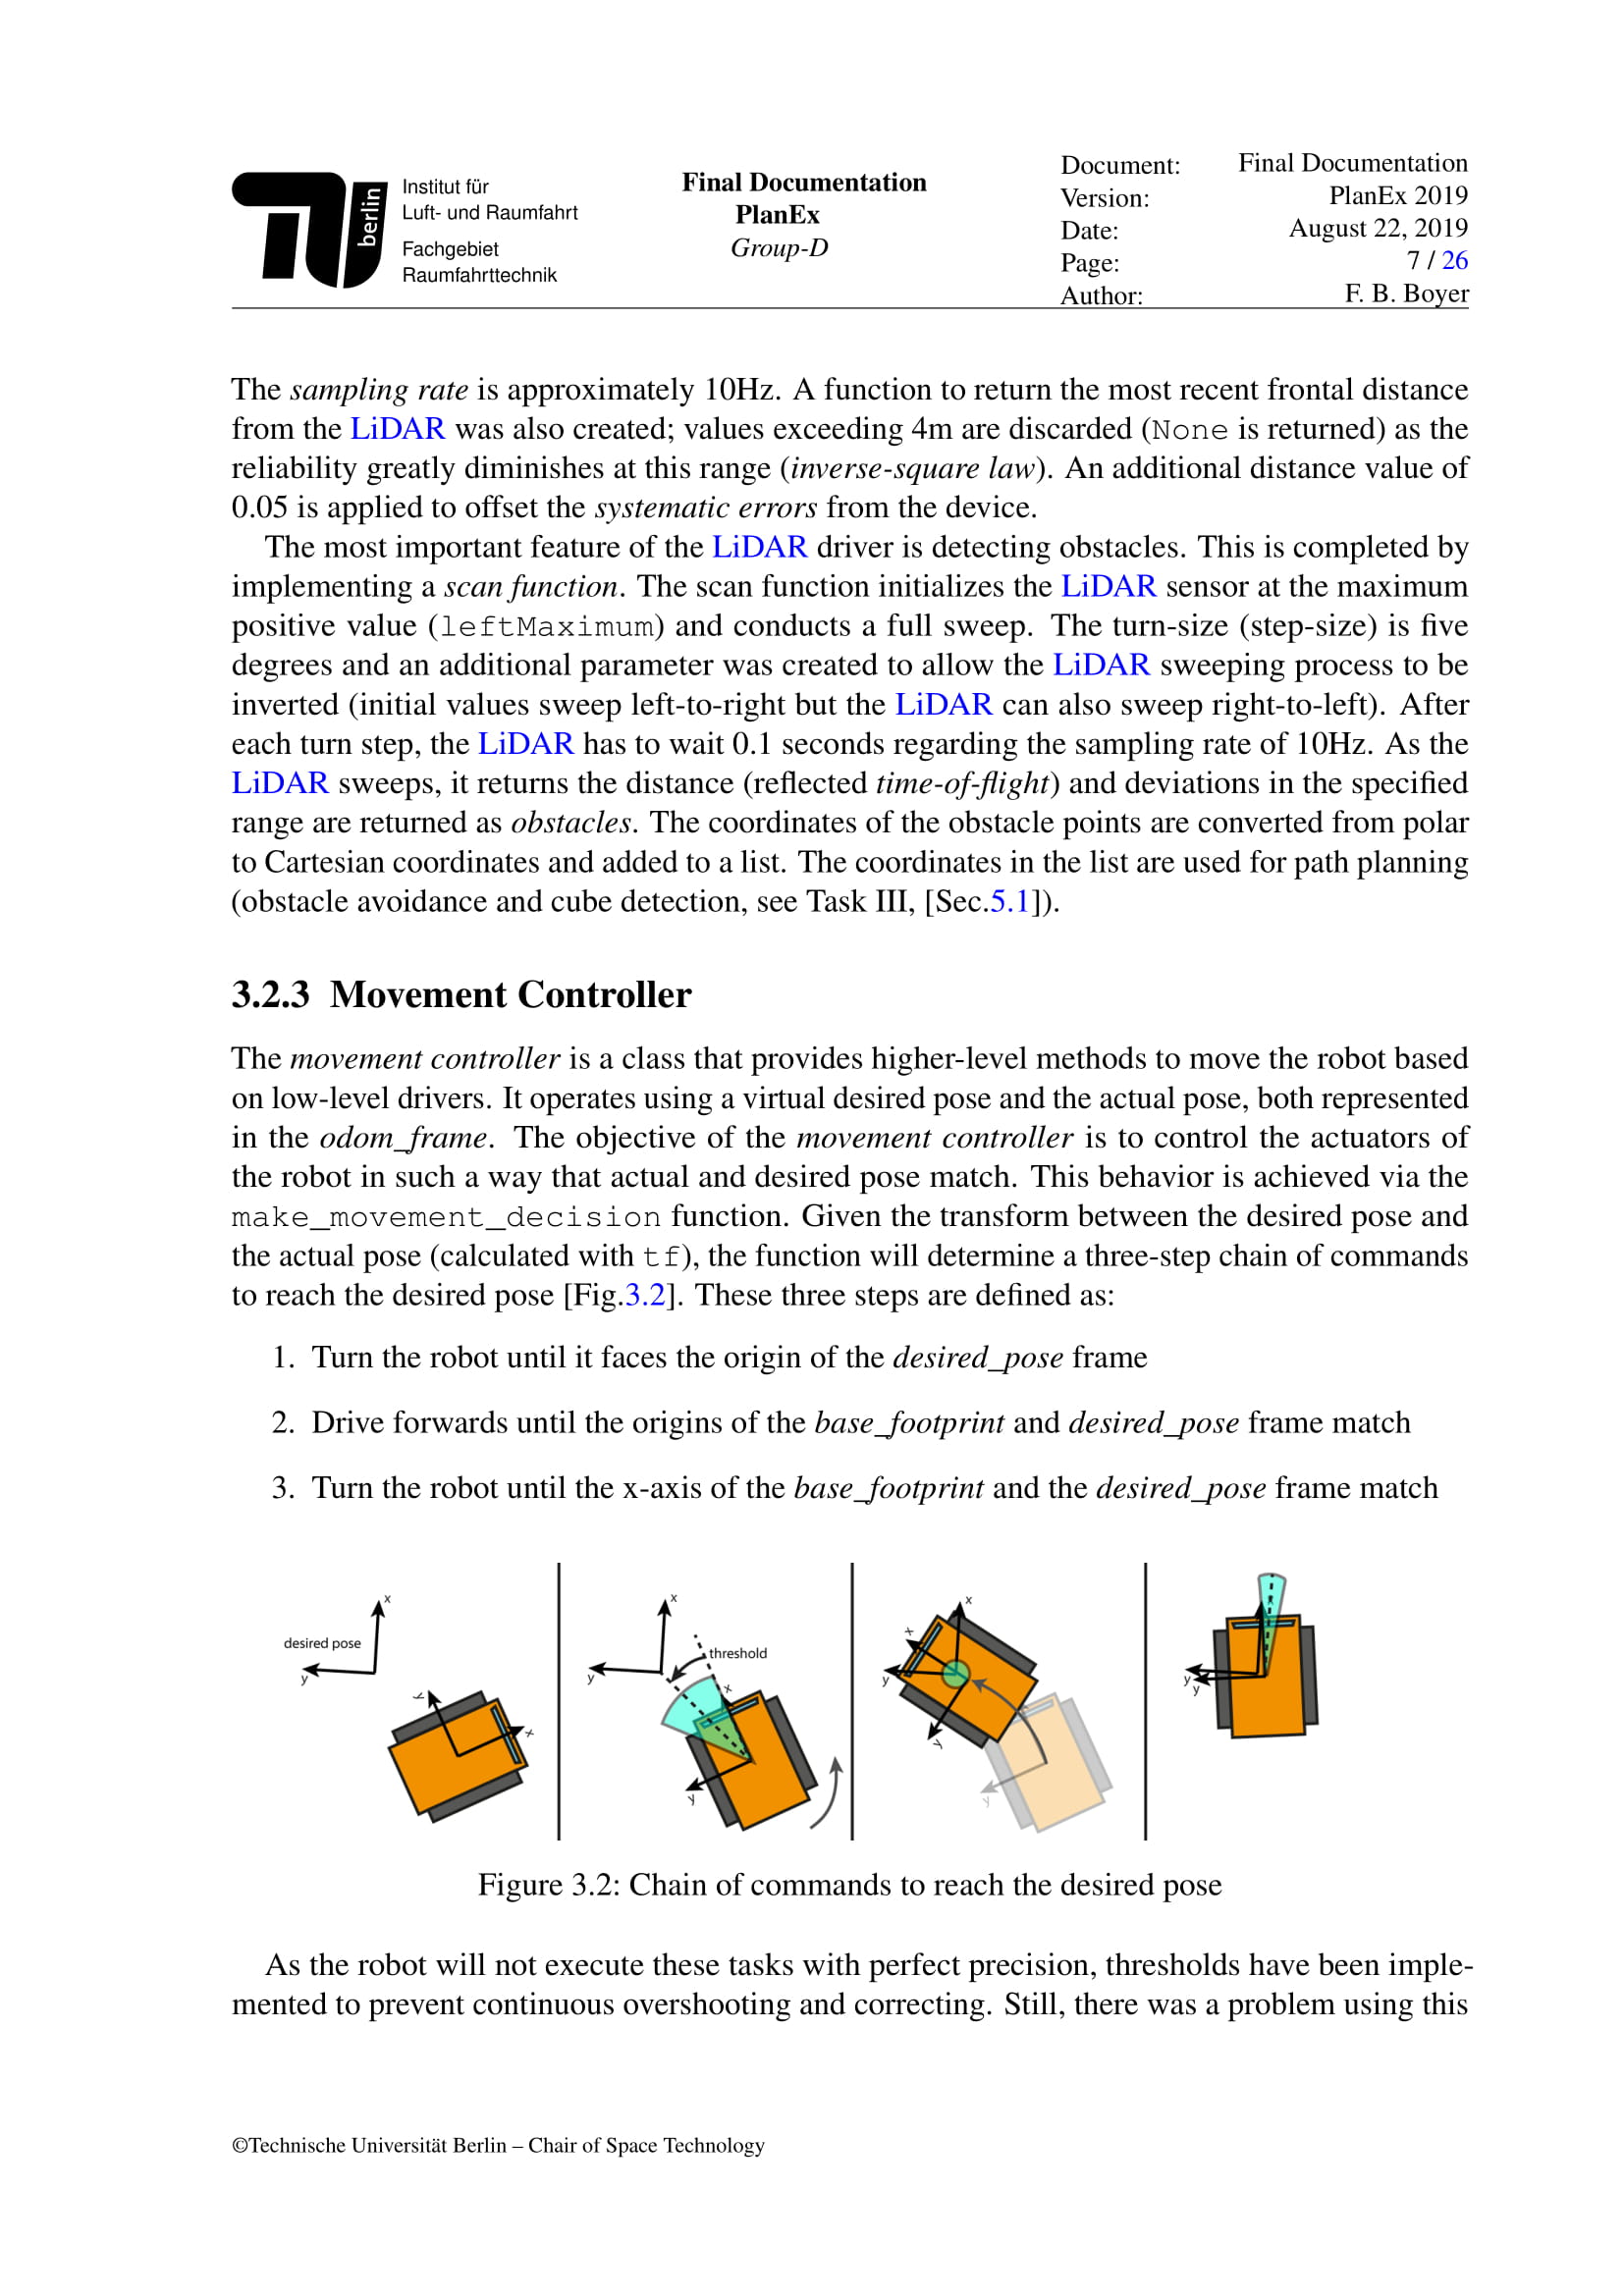 berlin
Institut für
Luft- und Raumfahrt
Fachgebiet
Raumfahrttechnik
Final Documentation
PlanEx
Group-D
Document: Final Documentation
Version: PlanEx 2019
Date: August 22, 2019
Page: 7 / 26
Author: F. B. Boyer
The sampling rate is approximately 10Hz. A function to return the most recent frontal distance
from the LiDAR was also created; values exceeding 4m are discarded (None is returned) as the
reliability greatly diminishes at this range (inverse-square law). An additional distance value of
0.05 is applied to offset the systematic errors from the device.
The most important feature of the LiDAR driver is detecting obstacles. This is completed by
implementing a scan function. The scan function initializes the LiDAR sensor at the maximum
positive value (leftMaximum) and conducts a full sweep. The turn-size (step-size) is five
degrees and an additional parameter was created to allow the LiDAR sweeping process to be
inverted (initial values sweep left-to-right but the LiDAR can also sweep right-to-left). After
each turn step, the LiDAR has to wait 0.1 seconds regarding the sampling rate of 10Hz. As the
LiDAR sweeps, it returns the distance (reflected time-of-flight) and deviations in the specified
range are returned as obstacles. The coordinates of the obstacle points are converted from polar
to Cartesian coordinates and added to a list. The coordinates in the list are used for path planning
(obstacle avoidance and cube detection, see Task III, [Sec.5.1]).
3.2.3 Movement Controller
The movement controller is a class that provides higher-level methods to move the robot based
on low-level drivers. It operates using a virtual desired pose and the actual pose, both represented
in the odom_frame. The objective of the movement controller is to control the actuators of
the robot in such a way that actual and desired pose match. This behavior is achieved via the
make_movement_decision function. Given the transform between the desired pose and
the actual pose (calculated with tf), the function will determine a three-step chain of commands
to reach the desired pose [Fig.3.2]. These three steps are defined as:
1. Turn the robot until it faces the origin of the desired_pose frame
2. Drive forwards until the origins of the base_footprint and desired_pose frame match
3. Turn the robot until the x-axis of the base_footprint and the desired_pose frame match
x
desired pose
y
y
x
x
threshold
y
x
y
x
x
y
y
y
x
y
y
Figure 3.2: Chain of commands to reach the desired pose
As the robot will not execute these tasks with perfect precision, thresholds have been imple-
mented to prevent continuous overshooting and correcting. Still, there was a problem using this
©Technische Universität Berlin – Chair of Space Technology